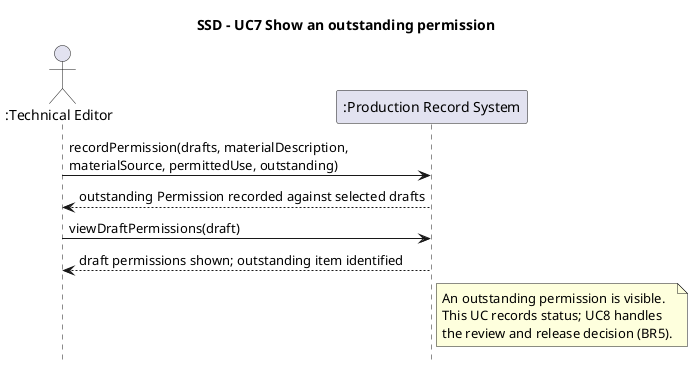 SSD - UC7 Show an outstanding permission
:Technical Editor
:Production Record System
recordPermission(drafts, materialDescription,
materialSource, permittedUse, outstanding)
outstanding Permission recorded against selected drafts
viewDraftPermissions(draft)
draft permissions shown; outstanding item identified
An outstanding permission is visible.
This UC records status; UC8 handles
the review and release decision (BR5).